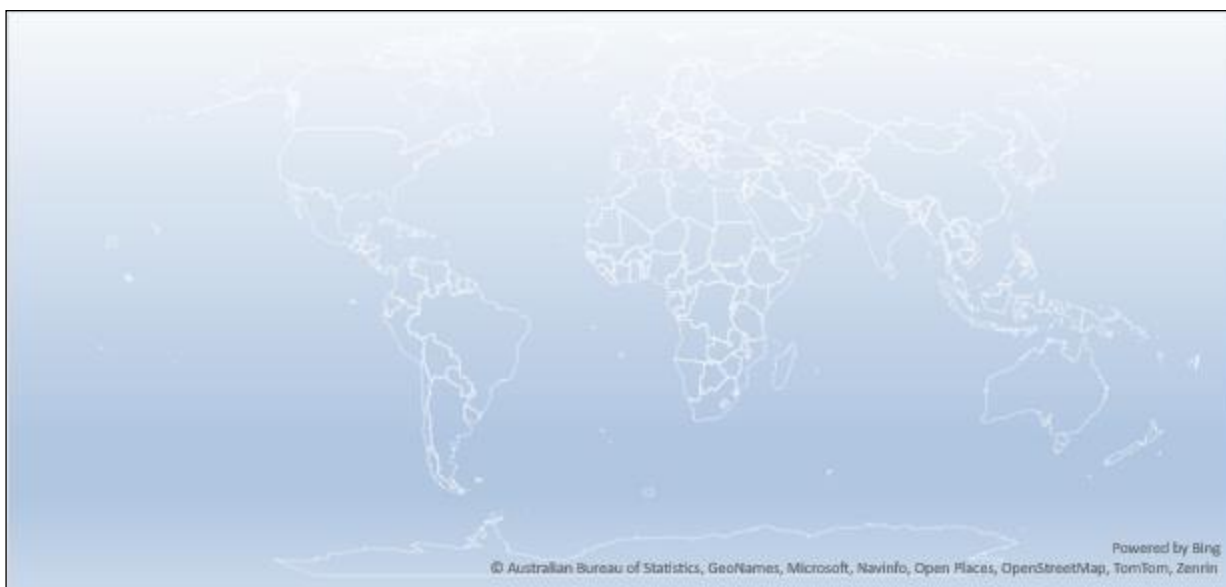 Powered by Bing
© Australian Bureau of Statistics, GeoNames, Microsoft, Navinfo, Open Places, OpenStreetMap, TomTom, Zenrin